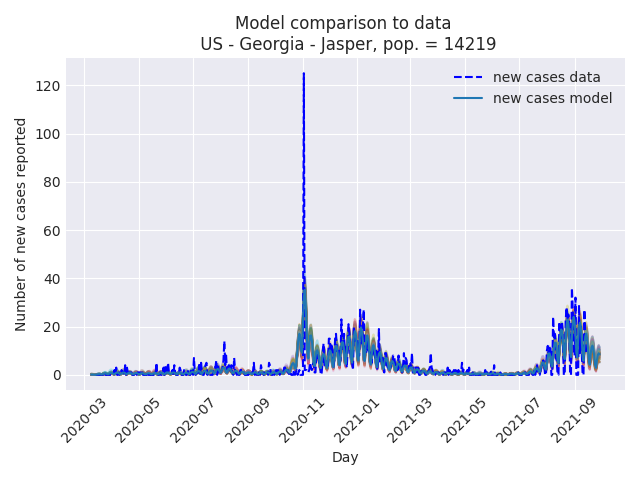 Model comparison to data
US - Georgia - Jasper, pop. = 14219
new cases data
new cases model
Number of new cases reported
120
100
80
60
40
20
0
2020-03
2020-05
2020-07
2020-09
2020-11
2021-01
2021-03
2021-05
2021-07
2021-09
Day